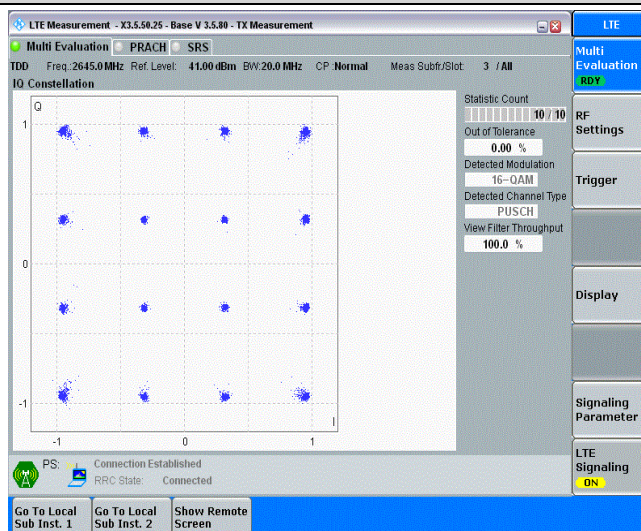 LTE Measurement - X3.5.50.25 - Base V 3.5.80 - TX Measurement
LTE
Multi Evaluation PRACH SRS
TDD Freq.:2645.0 MHz Ref. Level: 41.00 dBm BW:20.0 MHz CP :Normal Meas Subfr./Slot: 3 / All
IQ Constellation
Q
1
0
-1
-1 0 1
I
Statistic Count
10 / 10
Out of Tolerance
0.00 %
Detected Modulation
16-QAM
Detected Channel Type
PUSCH
View Filter Throughput
100.0 %
Multi
Evaluation
RDY
RF
Settings
Trigger
Display
Signaling
Parameter
LTE
Signaling
ON
PS: Connection Established
RRC State: Connected
Go To Local
Sub Inst. 1
Go To Local
Sub Inst. 2
Show Remote
Screen